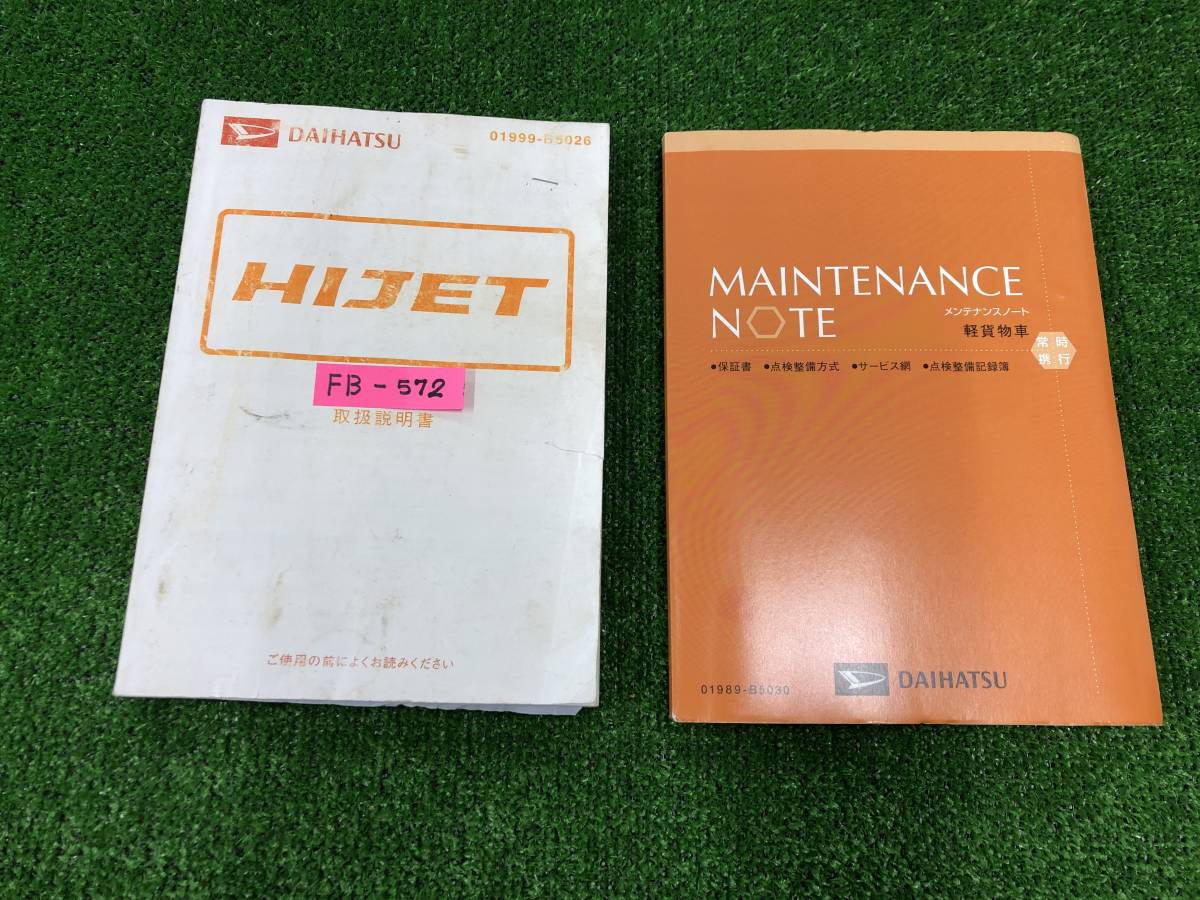 DAIHATSU 01999-B5026
HIJET
FB-572
取扱説明書
ご使用の前によくお読みください
MAINTENANCE
NOTE メンテナンスノート
軽貨物車
常時
携行
●保証書 ●点検整備方式 ●サービス網 ●点検整備記録簿
01989-B5030 DAIHATSU